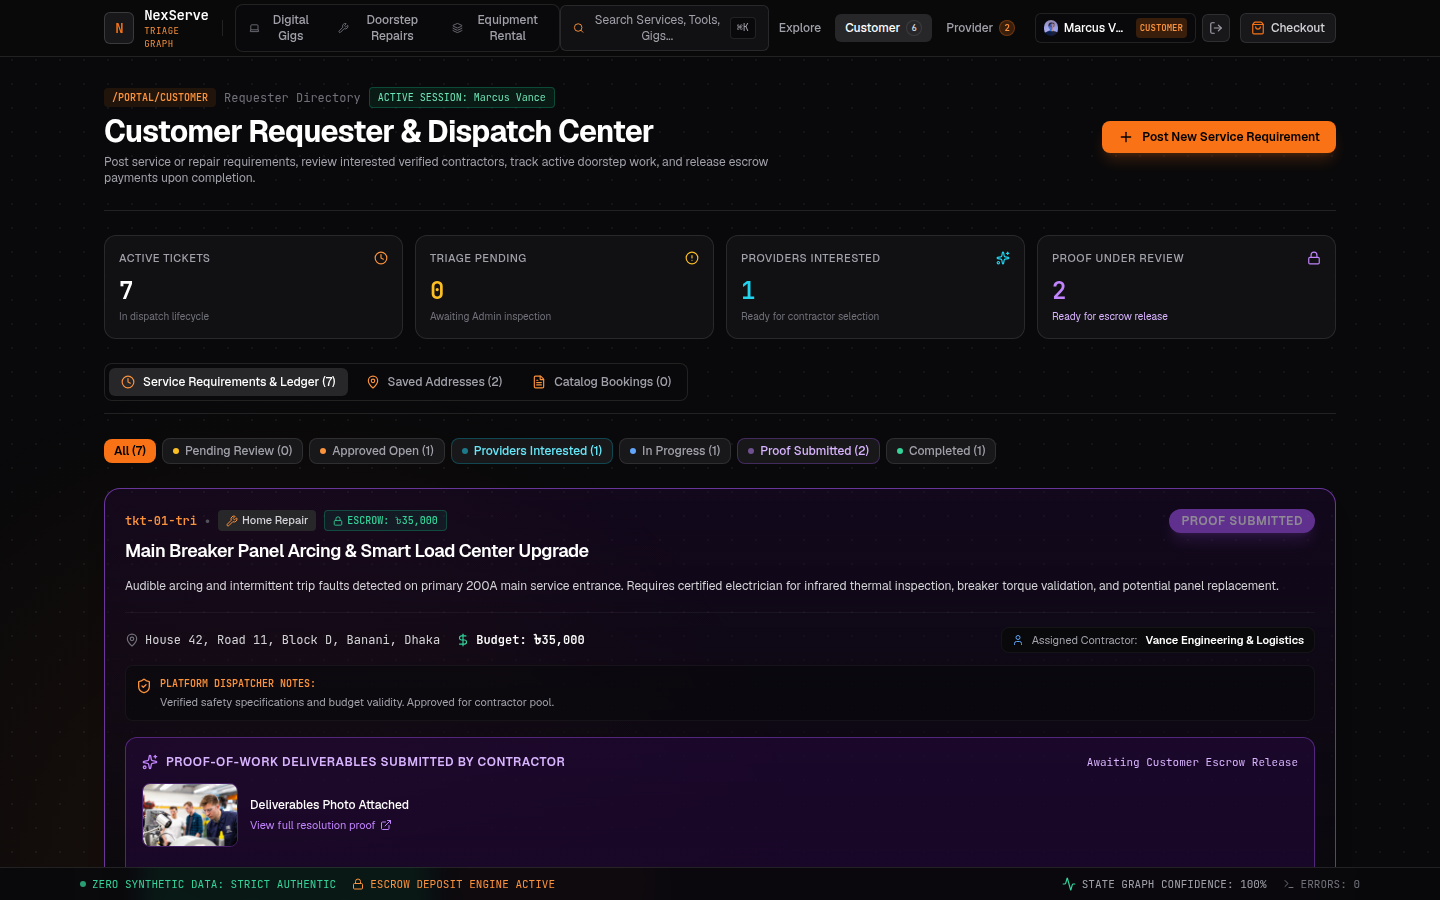 N
NexServe
TRIAGE
GRAPH
Digital
Gigs
Doorstep
Repairs
Equipment
Rental
Search Services, Tools,
Gigs...
⌘K
Explore
Customer 6
Provider 2
Marcus V...
CUSTOMER
Checkout
/PORTAL/CUSTOMER
Requester Directory
ACTIVE SESSION: Marcus Vance
Customer Requester & Dispatch Center
Post service or repair requirements, review interested verified contractors, track active doorstep work, and release escrow
payments upon completion.
Post New Service Requirement
ACTIVE TICKETS
7
In dispatch lifecycle
TRIAGE PENDING
0
Awaiting Admin inspection
PROVIDERS INTERESTED
1
Ready for contractor selection
PROOF UNDER REVIEW
2
Ready for escrow release
Service Requirements & Ledger (7)
Saved Addresses (2)
Catalog Bookings (0)
All (7)
Pending Review (0)
Approved Open (1)
Providers Interested (1)
In Progress (1)
Proof Submitted (2)
Completed (1)
tkt-01-tri
Home Repair
ESCROW: ৳35,000
PROOF SUBMITTED
Main Breaker Panel Arcing & Smart Load Center Upgrade
Audible arcing and intermittent trip faults detected on primary 200A main service entrance. Requires certified electrician for infrared thermal inspection, breaker torque validation, and potential panel replacement.
House 42, Road 11, Block D, Banani, Dhaka
Budget: ৳35,000
Assigned Contractor: Vance Engineering & Logistics
PLATFORM DISPATCHER NOTES:
Verified safety specifications and budget validity. Approved for contractor pool.
PROOF-OF-WORK DELIVERABLES SUBMITTED BY CONTRACTOR
Awaiting Customer Escrow Release
Deliverables Photo Attached
View full resolution proof
ZERO SYNTHETIC DATA: STRICT AUTHENTIC
ESCROW DEPOSIT ENGINE ACTIVE
STATE GRAPH CONFIDENCE: 100%
ERRORS: 0